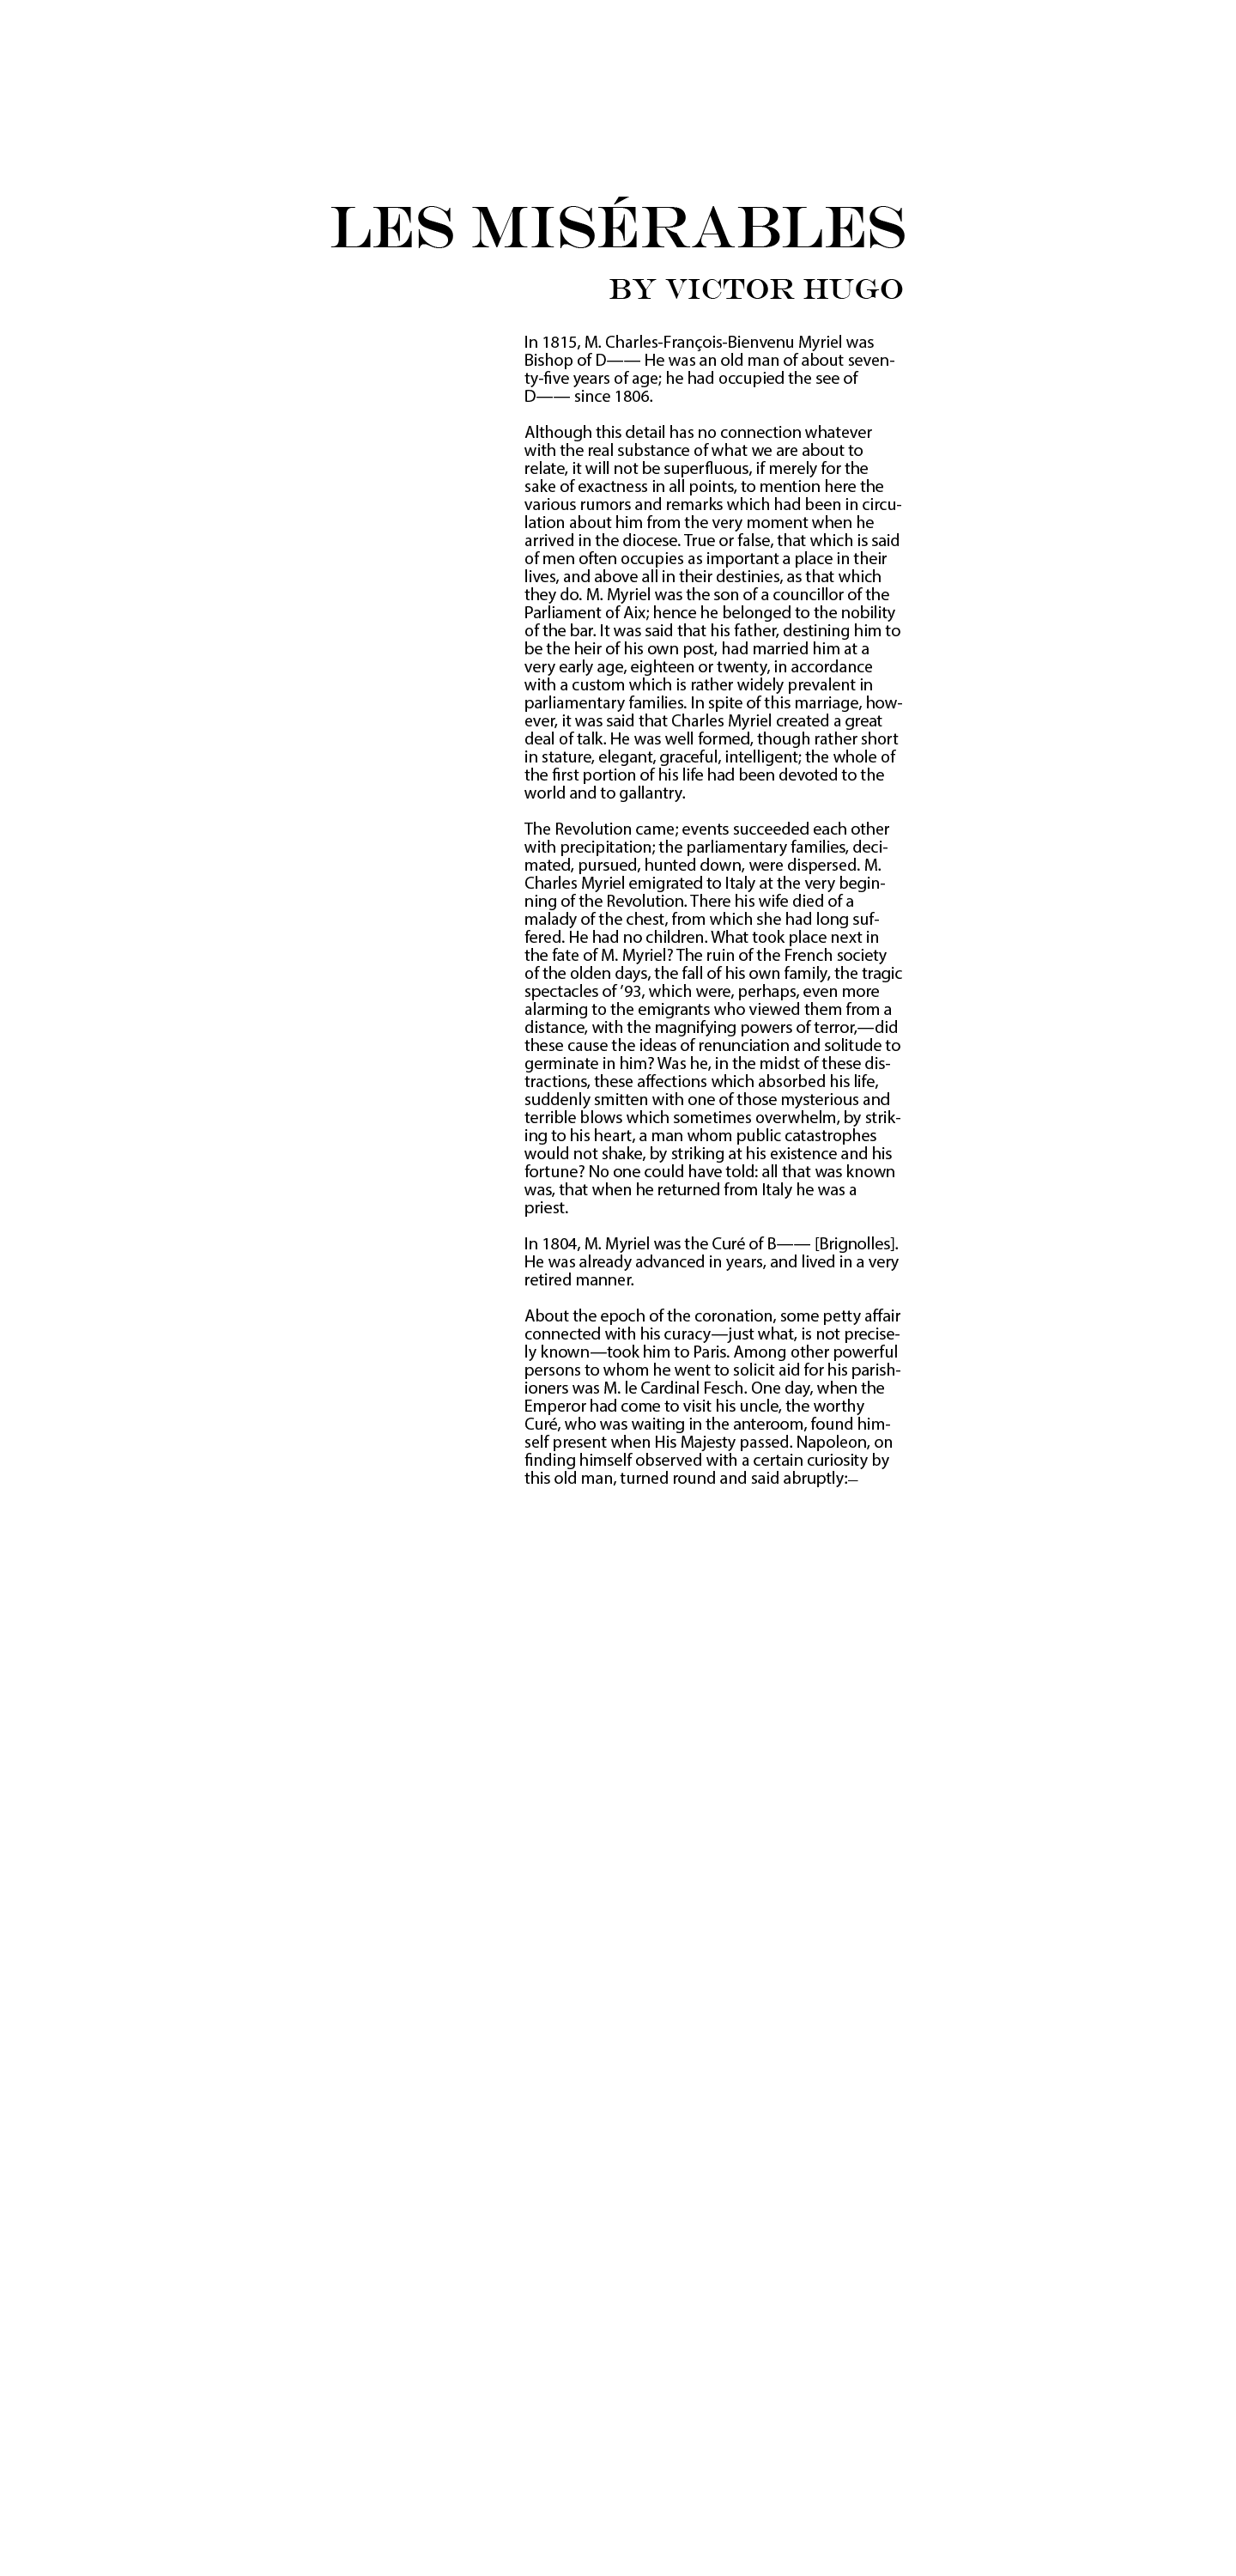 LES MISÉRABLES
BY VICTOR HUGO
In 1815, M. Charles-François-Bienvenu Myriel was
Bishop of D—— He was an old man of about seven-
ty-five years of age; he had occupied the see of
D—— since 1806.
Although this detail has no connection whatever
with the real substance of what we are about to
relate, it will not be superfluous, if merely for the
sake of exactness in all points, to mention here the
various rumors and remarks which had been in circu-
lation about him from the very moment when he
arrived in the diocese. True or false, that which is said
of men often occupies as important a place in their
lives, and above all in their destinies, as that which
they do. M. Myriel was the son of a councillor of the
Parliament of Aix; hence he belonged to the nobility
of the bar. It was said that his father, destining him to
be the heir of his own post, had married him at a
very early age, eighteen or twenty, in accordance
with a custom which is rather widely prevalent in
parliamentary families. In spite of this marriage, how-
ever, it was said that Charles Myriel created a great
deal of talk. He was well formed, though rather short
in stature, elegant, graceful, intelligent; the whole of
the first portion of his life had been devoted to the
world and to gallantry.
The Revolution came; events succeeded each other
with precipitation; the parliamentary families, deci-
mated, pursued, hunted down, were dispersed. M.
Charles Myriel emigrated to Italy at the very begin-
ning of the Revolution. There his wife died of a
malady of the chest, from which she had long suf-
fered. He had no children. What took place next in
the fate of M. Myriel? The ruin of the French society
of the olden days, the fall of his own family, the tragic
spectacles of ’93, which were, perhaps, even more
alarming to the emigrants who viewed them from a
distance, with the magnifying powers of terror,—did
these cause the ideas of renunciation and solitude to
germinate in him? Was he, in the midst of these dis-
tractions, these affections which absorbed his life,
suddenly smitten with one of those mysterious and
terrible blows which sometimes overwhelm, by strik-
ing to his heart, a man whom public catastrophes
would not shake, by striking at his existence and his
fortune? No one could have told: all that was known
was, that when he returned from Italy he was a
priest.
In 1804, M. Myriel was the Curé of B—— [Brignolles].
He was already advanced in years, and lived in a very
retired manner.
About the epoch of the coronation, some petty affair
connected with his curacy—just what, is not precise-
ly known—took him to Paris. Among other powerful
persons to whom he went to solicit aid for his parish-
ioners was M. le Cardinal Fesch. One day, when the
Emperor had come to visit his uncle, the worthy
Curé, who was waiting in the anteroom, found him-
self present when His Majesty passed. Napoleon, on
finding himself observed with a certain curiosity by
this old man, turned round and said abruptly:—